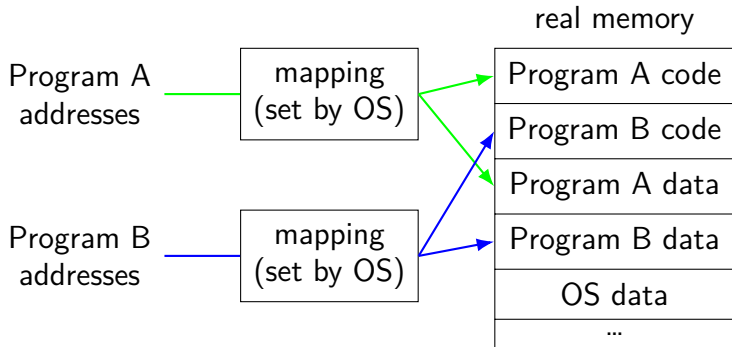 real memory
Program A
addresses
mapping
(set by OS)
Program A code
Program B code
Program A data
Program B
addresses
mapping
(set by OS)
Program B data
OS data
...